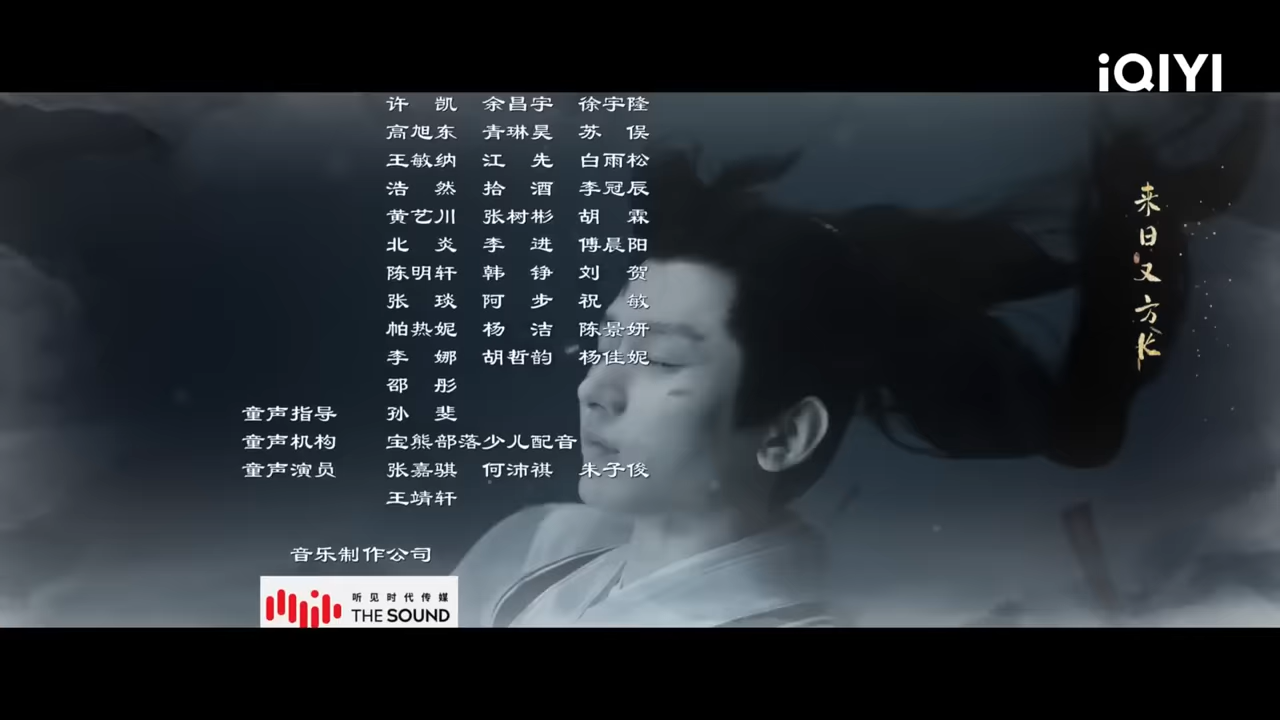 iQIYI
许凯 余昌宇 徐宇隆
高旭东 青琳昊 苏俣
王敏纳 江先 白雨松
浩然 拾酒 李冠辰
黄艺川 张树彬 胡霖
北炎 李进 傅晨阳
陈明轩 韩铮 刘贺
张琰 阿步 祝敏
帕热妮 杨洁 陈景妍
李娜 胡哲韵 杨佳妮
邵彤
童声指导 孙斐
童声机构 宝熊部落少儿配音
童声演员 张嘉骐 何沛祺 朱子俊
王靖轩
音乐制作公司
听见时代传媒
THE SOUND
来日又方长